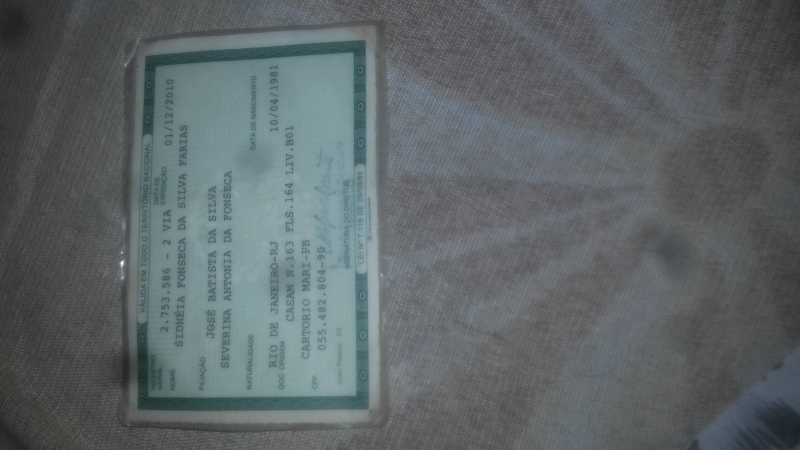 VÁLIDA EM TODO O TERRITÓRIO NACIONAL
REGISTRO GERAL 2.753.586 - 2 VIA DATA DE EXPEDIÇÃO 01/12/2010
NOME SIDNÉIA FONSECA DA SILVA FARIAS
FILIAÇÃO JOSÉ BATISTA DA SILVA
SEVERINA ANTONIA DA FONSECA
NATURALIDADE DATA DE NASCIMENTO
RIO DE JANEIRO-RJ 10/04/1981
DOC ORIGEM CASAM N.163 FLS.164 LIV.B01
CARTORIO MARI-PB
CPF 055.482.804-90
João Pessoa - PB ASSINATURA DO DIRETOR
LEI Nº 7.116 DE 29/08/83